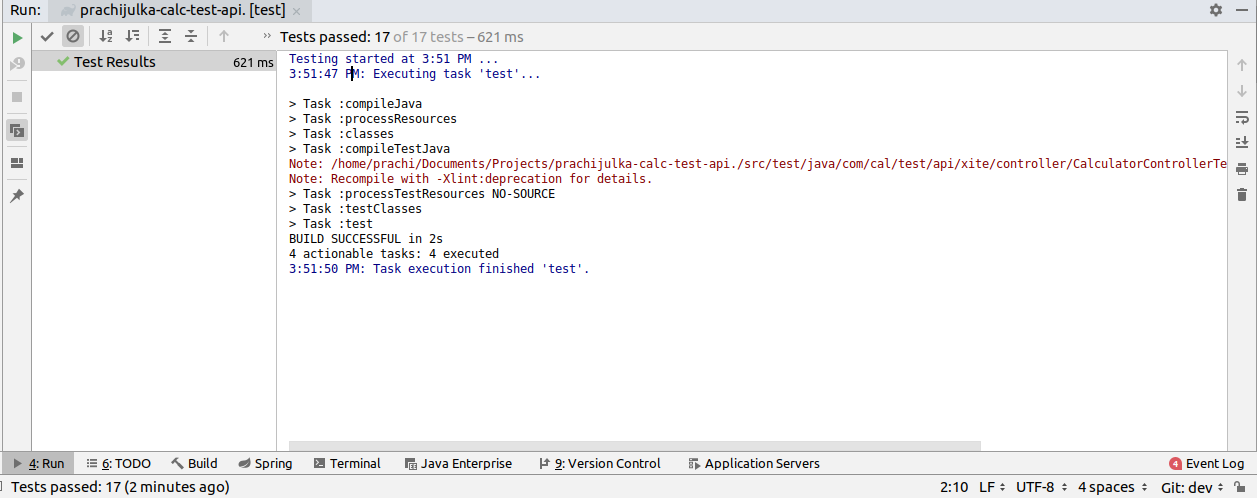 Run: prachijulka-calc-test-api. [test] ×
» Tests passed: 17 of 17 tests – 621 ms
Test Results 621 ms
Testing started at 3:51 PM ...
3:51:47 PM: Executing task 'test'...
> Task :compileJava
> Task :processResources
> Task :classes
> Task :compileTestJava
Note: /home/prachi/Documents/Projects/prachijulka-calc-test-api./src/test/java/com/cal/test/api/xite/controller/CalculatorControllerTe
Note: Recompile with -Xlint:deprecation for details.
> Task :processTestResources NO-SOURCE
> Task :testClasses
> Task :test
BUILD SUCCESSFUL in 2s
4 actionable tasks: 4 executed
3:51:50 PM: Task execution finished 'test'.
4: Run 6: TODO Build Spring Terminal Java Enterprise 9: Version Control Application Servers 4 Event Log
Tests passed: 17 (2 minutes ago) 2:10 LF UTF-8 4 spaces Git: dev